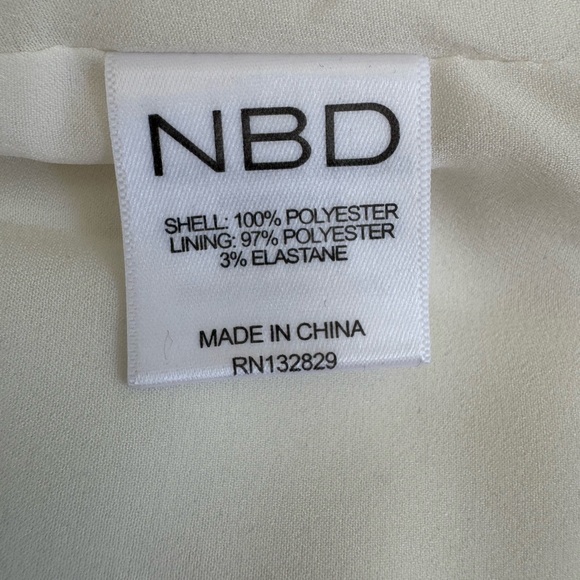 NBD
SHELL: 100% POLYESTER
LINING: 97% POLYESTER
3% ELASTANE
MADE IN CHINA
RN132829